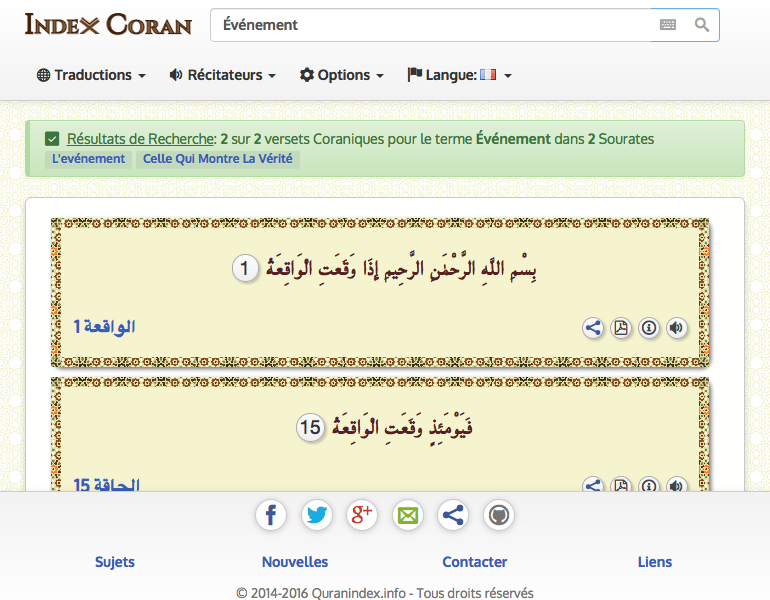 INDEX CORAN
Événement
Traductions Récitateurs Options Langue:
Résultats de Recherche: 2 sur 2 versets Coraniques pour le terme Événement dans 2 Sourates
L'evénement Celle Qui Montre La Vérité
بِسْمِ اللَّهِ الرَّحْمَٰنِ الرَّحِيمِ إِذَا وَقَعَتِ الْوَاقِعَةُ 1
الواقعة 1
فَيَوْمَئِذٍ وَقَعَتِ الْوَاقِعَةُ 15
الحاقة 15
Sujets Nouvelles Contacter Liens
© 2014-2016 Quranindex.info - Tous droits réservés